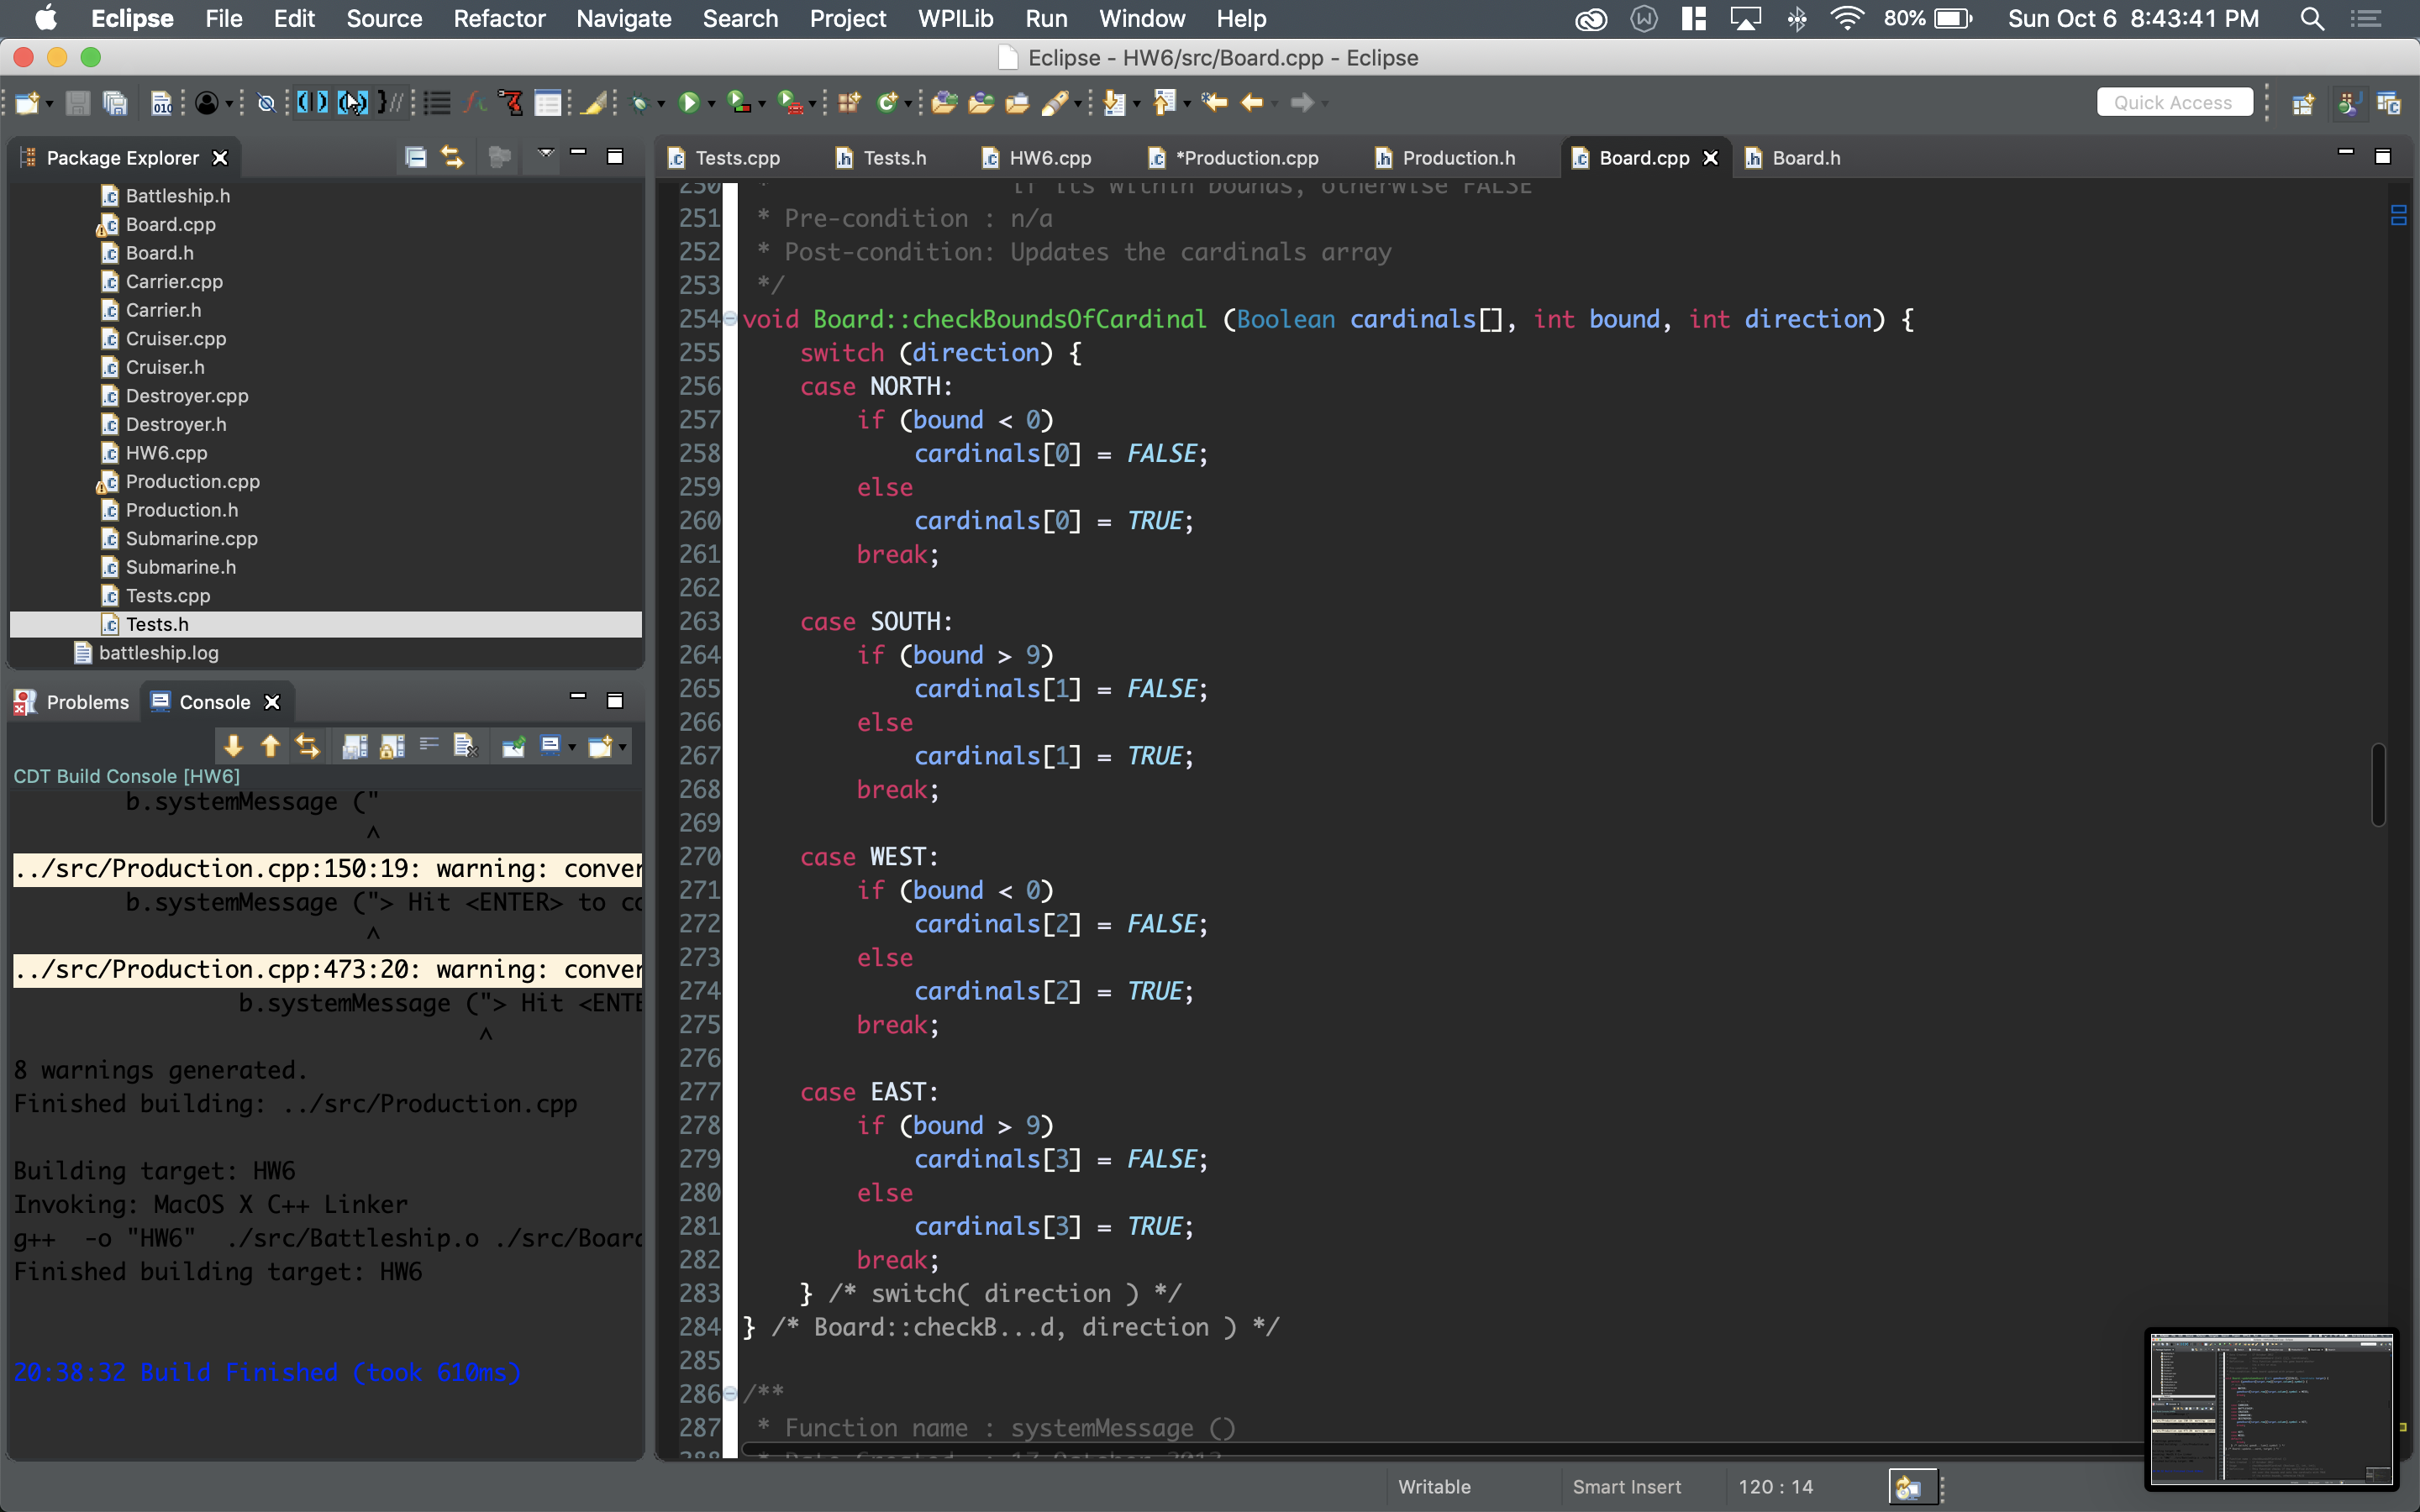 Eclipse File Edit Source Refactor Navigate Search Project WPILib Run Window Help 80% Sun Oct 6 8:43:41 PM
Eclipse - HW6/src/Board.cpp - Eclipse
Quick Access
Package Explorer
Battleship.h
Board.cpp
Board.h
Carrier.cpp
Carrier.h
Cruiser.cpp
Cruiser.h
Destroyer.cpp
Destroyer.h
HW6.cpp
Production.cpp
Production.h
Submarine.cpp
Submarine.h
Tests.cpp
Tests.h
battleship.log
Problems Console
CDT Build Console [HW6]
b.systemMessage ("
^
../src/Production.cpp:150:19: warning: conver
b.systemMessage ("> Hit <ENTER> to co
^
../src/Production.cpp:473:20: warning: conver
b.systemMessage ("> Hit <ENTE
^
8 warnings generated.
Finished building: ../src/Production.cpp
Building target: HW6
Invoking: MacOS X C++ Linker
g++ -o "HW6" ./src/Battleship.o ./src/Board
Finished building target: HW6
20:38:32 Build Finished (took 610ms)
Tests.cpp Tests.h HW6.cpp *Production.cpp Production.h Board.cpp Board.h
250 * if its within bounds, otherwise FALSE
251 * Pre-condition : n/a
252 * Post-condition: Updates the cardinals array
253 */
254 void Board::checkBoundsOfCardinal (Boolean cardinals[], int bound, int direction) {
255 switch (direction) {
256 case NORTH:
257 if (bound < 0)
258 cardinals[0] = FALSE;
259 else
260 cardinals[0] = TRUE;
261 break;
262
263 case SOUTH:
264 if (bound > 9)
265 cardinals[1] = FALSE;
266 else
267 cardinals[1] = TRUE;
268 break;
269
270 case WEST:
271 if (bound < 0)
272 cardinals[2] = FALSE;
273 else
274 cardinals[2] = TRUE;
275 break;
276
277 case EAST:
278 if (bound > 9)
279 cardinals[3] = FALSE;
280 else
281 cardinals[3] = TRUE;
282 break;
283 } /* switch( direction ) */
284 } /* Board::checkB...d, direction ) */
285
286 /**
287 * Function name : systemMessage ()
288 * Date Created : 17 October 2013
Writable Smart Insert 120 : 14